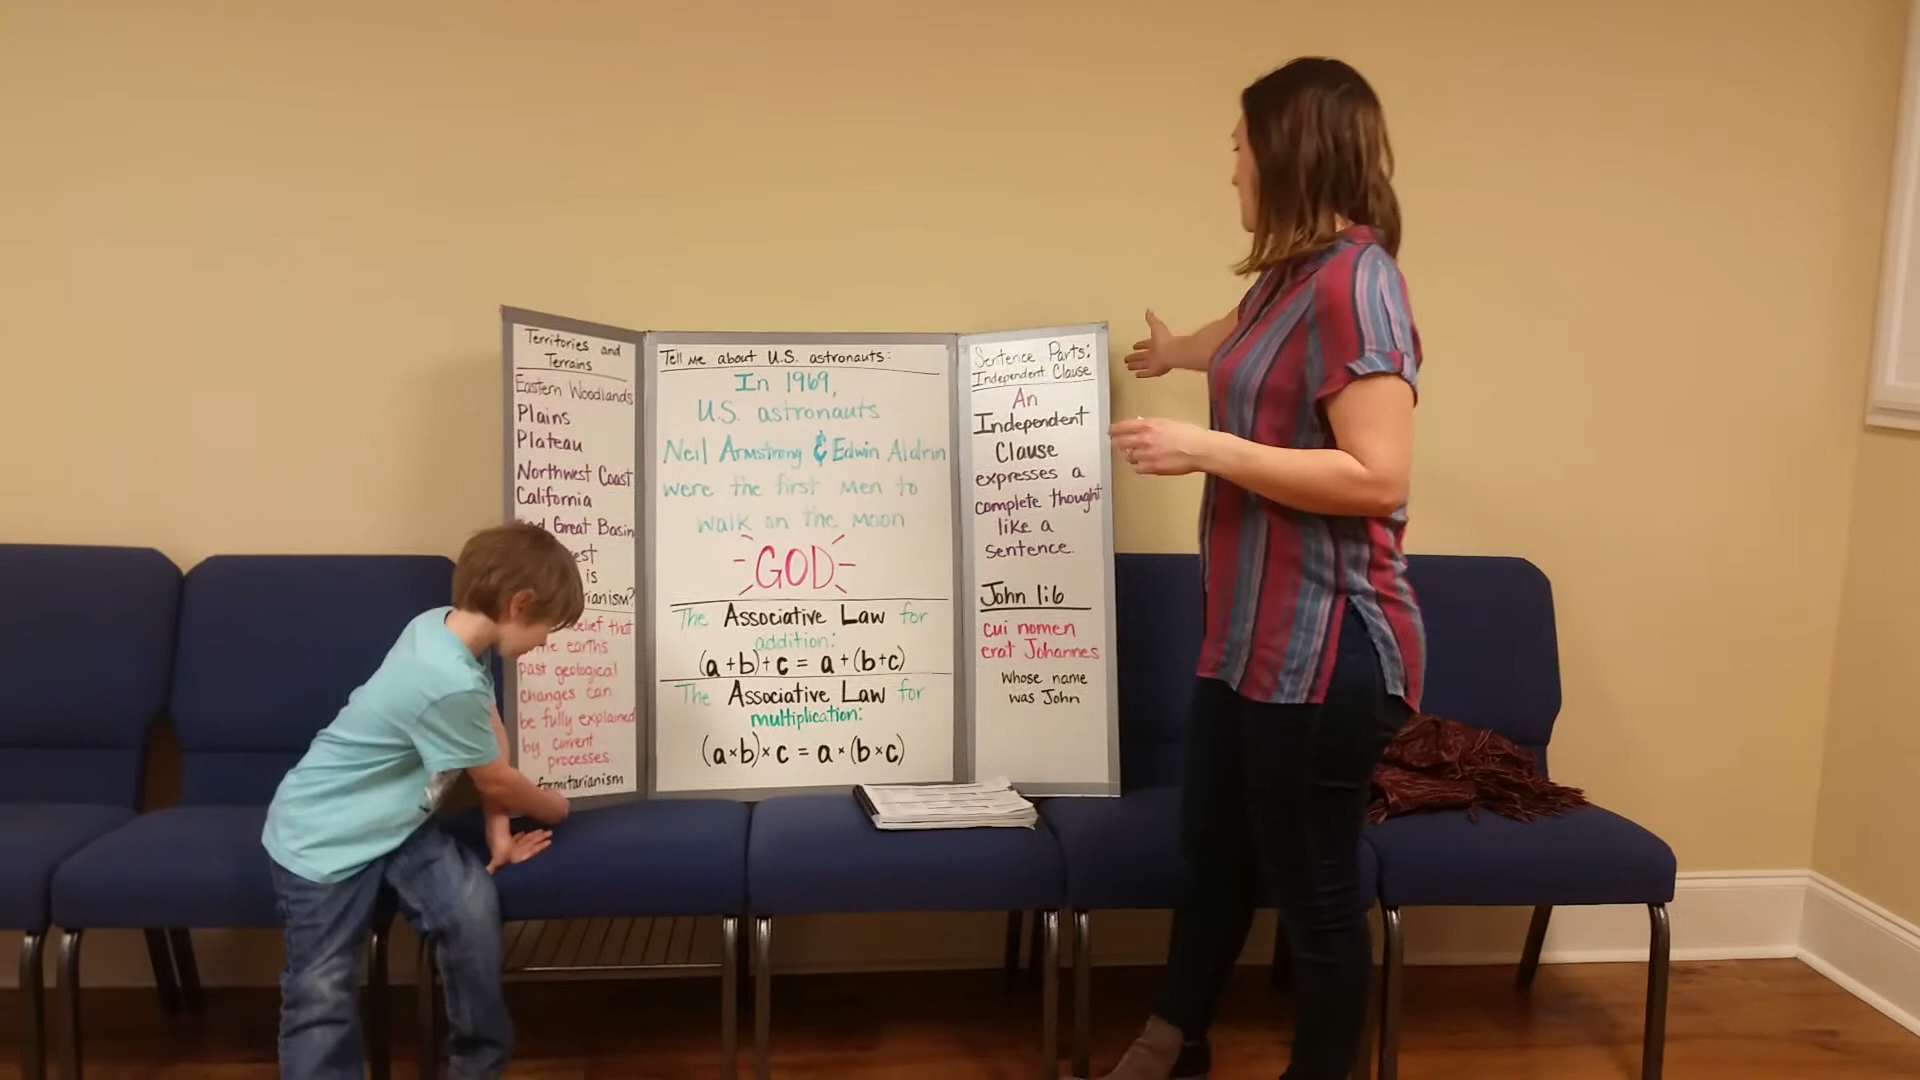 Territories and
Terrains
Eastern Woodlands
Plains
Plateau
Northwest Coast
California
Great Basin
is
past geological
changes can
be fully explained
by current
processes.
Tell me about U.S. astronauts:
In 1969,
U.S. astronauts
Neil Armstrong & Edwin Aldrin
were the first men to
walk on the moon
GOD
The Associative Law for
addition:
(a+b)+c = a+(b+c)
The Associative Law for
multiplication:
(a×b)×c = a×(b×c)
Sentence Parts:
Independent Clause
An
Independent
Clause
expresses a
complete thought
like a
sentence.
John 1:6
cui nomen
erat Johannes
whose name
was John